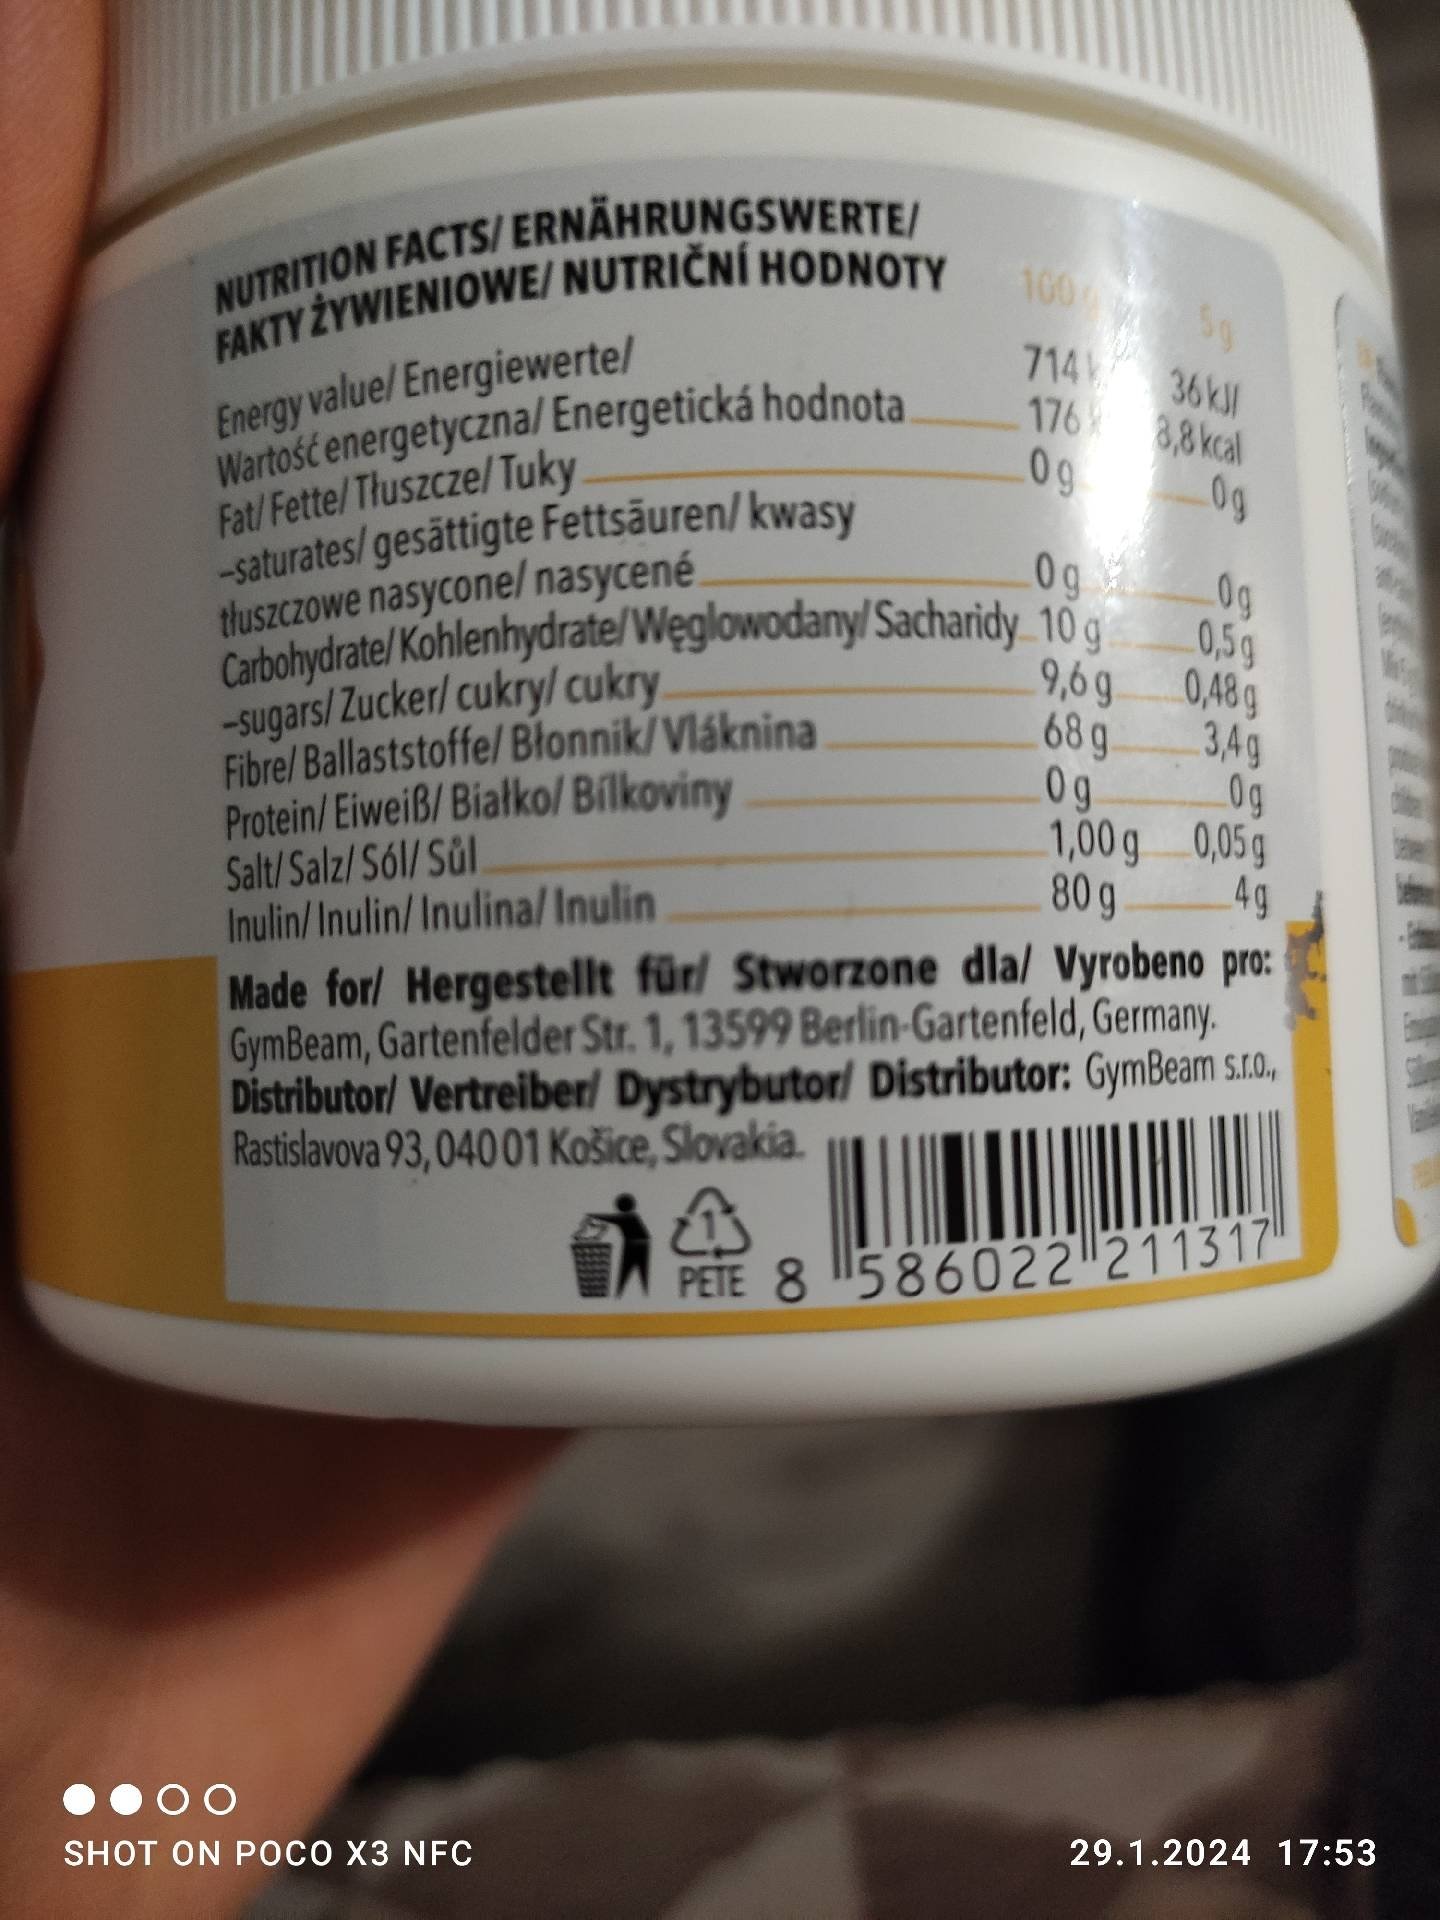 NUTRITION FACTS/ ERNÄHRUNGSWERTE/
FAKTY ŻYWIENIOWE/ NUTRIČNÍ HODNOTY
100 g 5 g
Energy value/ Energiewerte/ 714 36 kJ/
Wartość energetyczna/ Energetická hodnota 176 8,8 kcal
Fat/ Fette/ Tłuszcze/ Tuky 0 g 0 g
-saturates/ gesättigte Fettsäuren/ kwasy
tłuszczowe nasycone/ nasycené 0 g 0 g
Carbohydrate/ Kohlenhydrate/ Węglowodany/ Sacharidy 10 g 0,5 g
-sugars/ Zucker/ cukry/ cukry 9,6 g 0,48 g
Fibre/ Ballaststoffe/ Błonnik/ Vláknina 68 g 3,4 g
Protein/ Eiweiß/ Białko/ Bílkoviny 0 g 0 g
Salt/ Salz/ Sól/ Sůl 1,00 g 0,05 g
Inulin/ Inulin/ Inulina/ Inulin 80 g 4 g
Made for/ Hergestellt für/ Stworzone dla/ Vyrobeno pro:
GymBeam, Gartenfelder Str. 1, 13599 Berlin-Gartenfeld, Germany.
Distributor/ Vertreiber/ Dystrybutor/ Distributor: GymBeam s.r.o.,
Rastislavova 93, 040 01 Košice, Slovakia.
1
PETE
8 586022 211317
SHOT ON POCO X3 NFC
29.1.2024 17:53